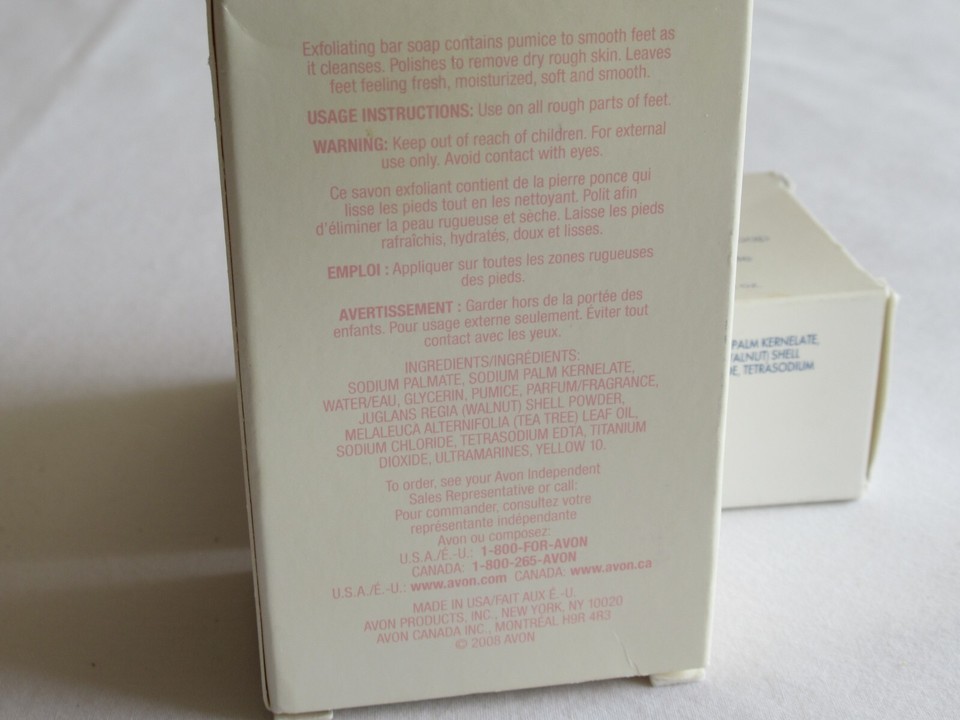 Exfoliating bar soap contains pumice to smooth feet as
it cleanses. Polishes to remove dry rough skin. Leaves
feet feeling fresh, moisturized, soft and smooth.
USAGE INSTRUCTIONS: Use on all rough parts of feet.
WARNING: Keep out of reach of children. For external
use only. Avoid contact with eyes.
Ce savon exfoliant contient de la pierre ponce qui
lisse les pieds tout en les nettoyant. Polit afin
d'éliminer la peau rugueuse et sèche. Laisse les pieds
rafraîchis, hydratés, doux et lisses.
EMPLOI : Appliquer sur toutes les zones rugueuses
des pieds.
AVERTISSEMENT : Garder hors de la portée des
enfants. Pour usage externe seulement. Éviter tout
contact avec les yeux.
INGREDIENTS/INGRÉDIENTS:
SODIUM PALMATE, SODIUM PALM KERNELATE,
WATER/EAU, GLYCERIN, PUMICE, PARFUM/FRAGRANCE,
JUGLANS REGIA (WALNUT) SHELL POWDER,
MELALEUCA ALTERNIFOLIA (TEA TREE) LEAF OIL,
SODIUM CHLORIDE, TETRASODIUM EDTA, TITANIUM
DIOXIDE, ULTRAMARINES, YELLOW 10.
To order, see your Avon Independent
Sales Representative or call:
Pour commander, consultez votre
représentante indépendante
Avon ou composez:
U.S.A./É.-U.: 1-800-FOR-AVON
CANADA: 1-800-265-AVON
U.S.A./É.-U.: www.avon.com CANADA: www.avon.ca
MADE IN USA/FAIT AUX É.-U.
AVON PRODUCTS, INC., NEW YORK, NY 10020
AVON CANADA INC., MONTRÉAL H9R 4R3
© 2008 AVON
PALM KERNELATE,
SHELL
TETRASODIUM